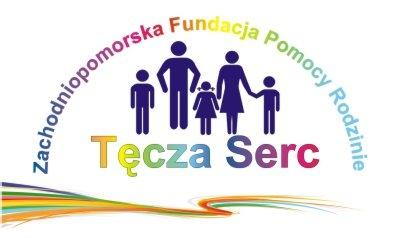 Zachodniopomorska Fundacja Pomocy Rodzinie
Tęcza Serc